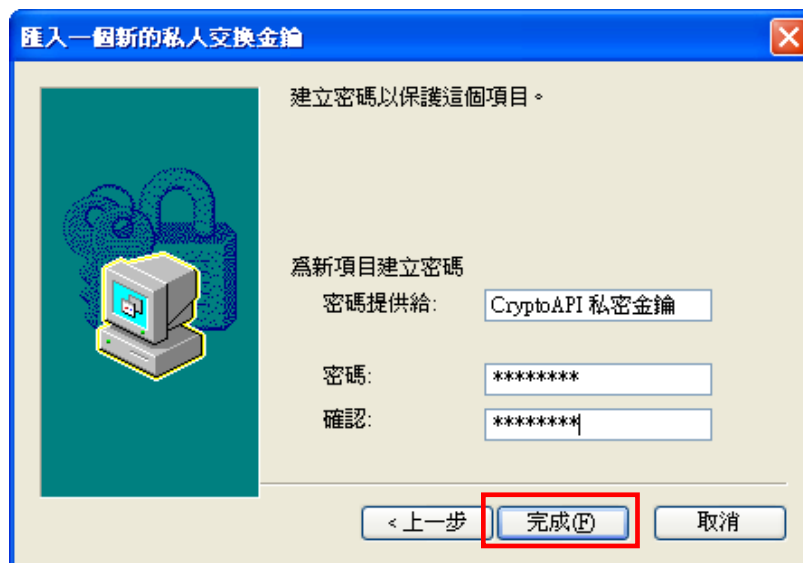 匯入一個新的私人交換金鑰
建立密碼以保護這個項目。
為新項目建立密碼
密碼提供給: CryptoAPI 私密金鑰
密碼: ********
確認: ********
<上一步 完成(F) 取消